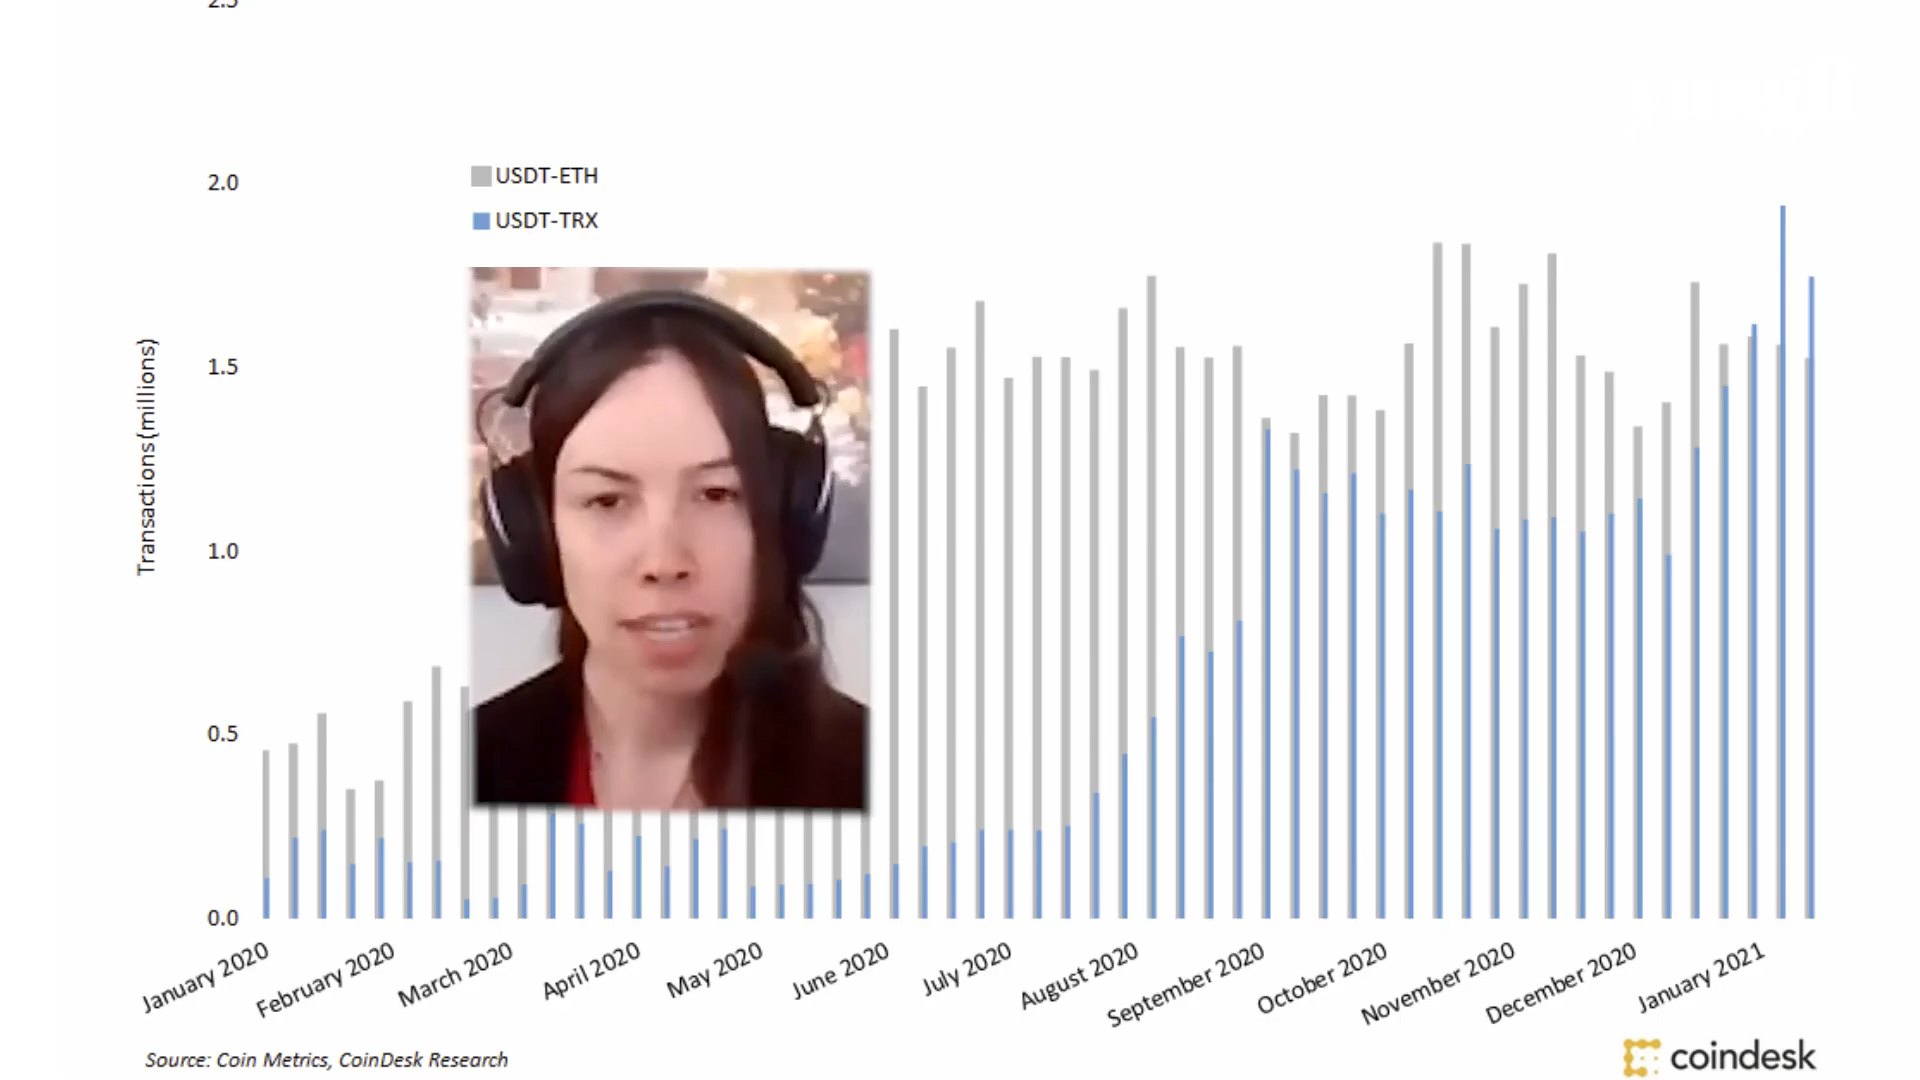 2.5
2.0
1.5
1.0
0.5
0.0
Transactions (millions)
USDT-ETH
USDT-TRX
January 2020
February 2020
March 2020
April 2020
May 2020
June 2020
July 2020
August 2020
September 2020
October 2020
November 2020
December 2020
January 2021
Source: Coin Metrics, CoinDesk Research
coindesk